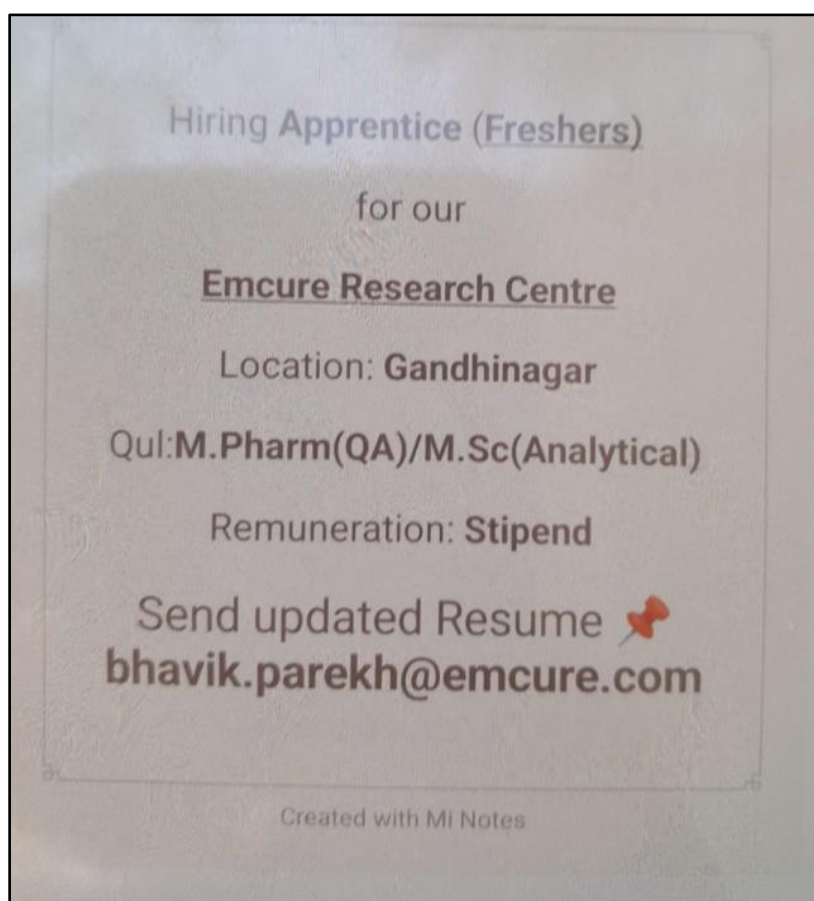 Hiring Apprentice (Freshers)
for our
Emcure Research Centre
Location: Gandhinagar
Qul:M.Pharm(QA)/M.Sc(Analytical)
Remuneration: Stipend
Send updated Resume 📌
bhavik.parekh@emcure.com
Created with Mi Notes